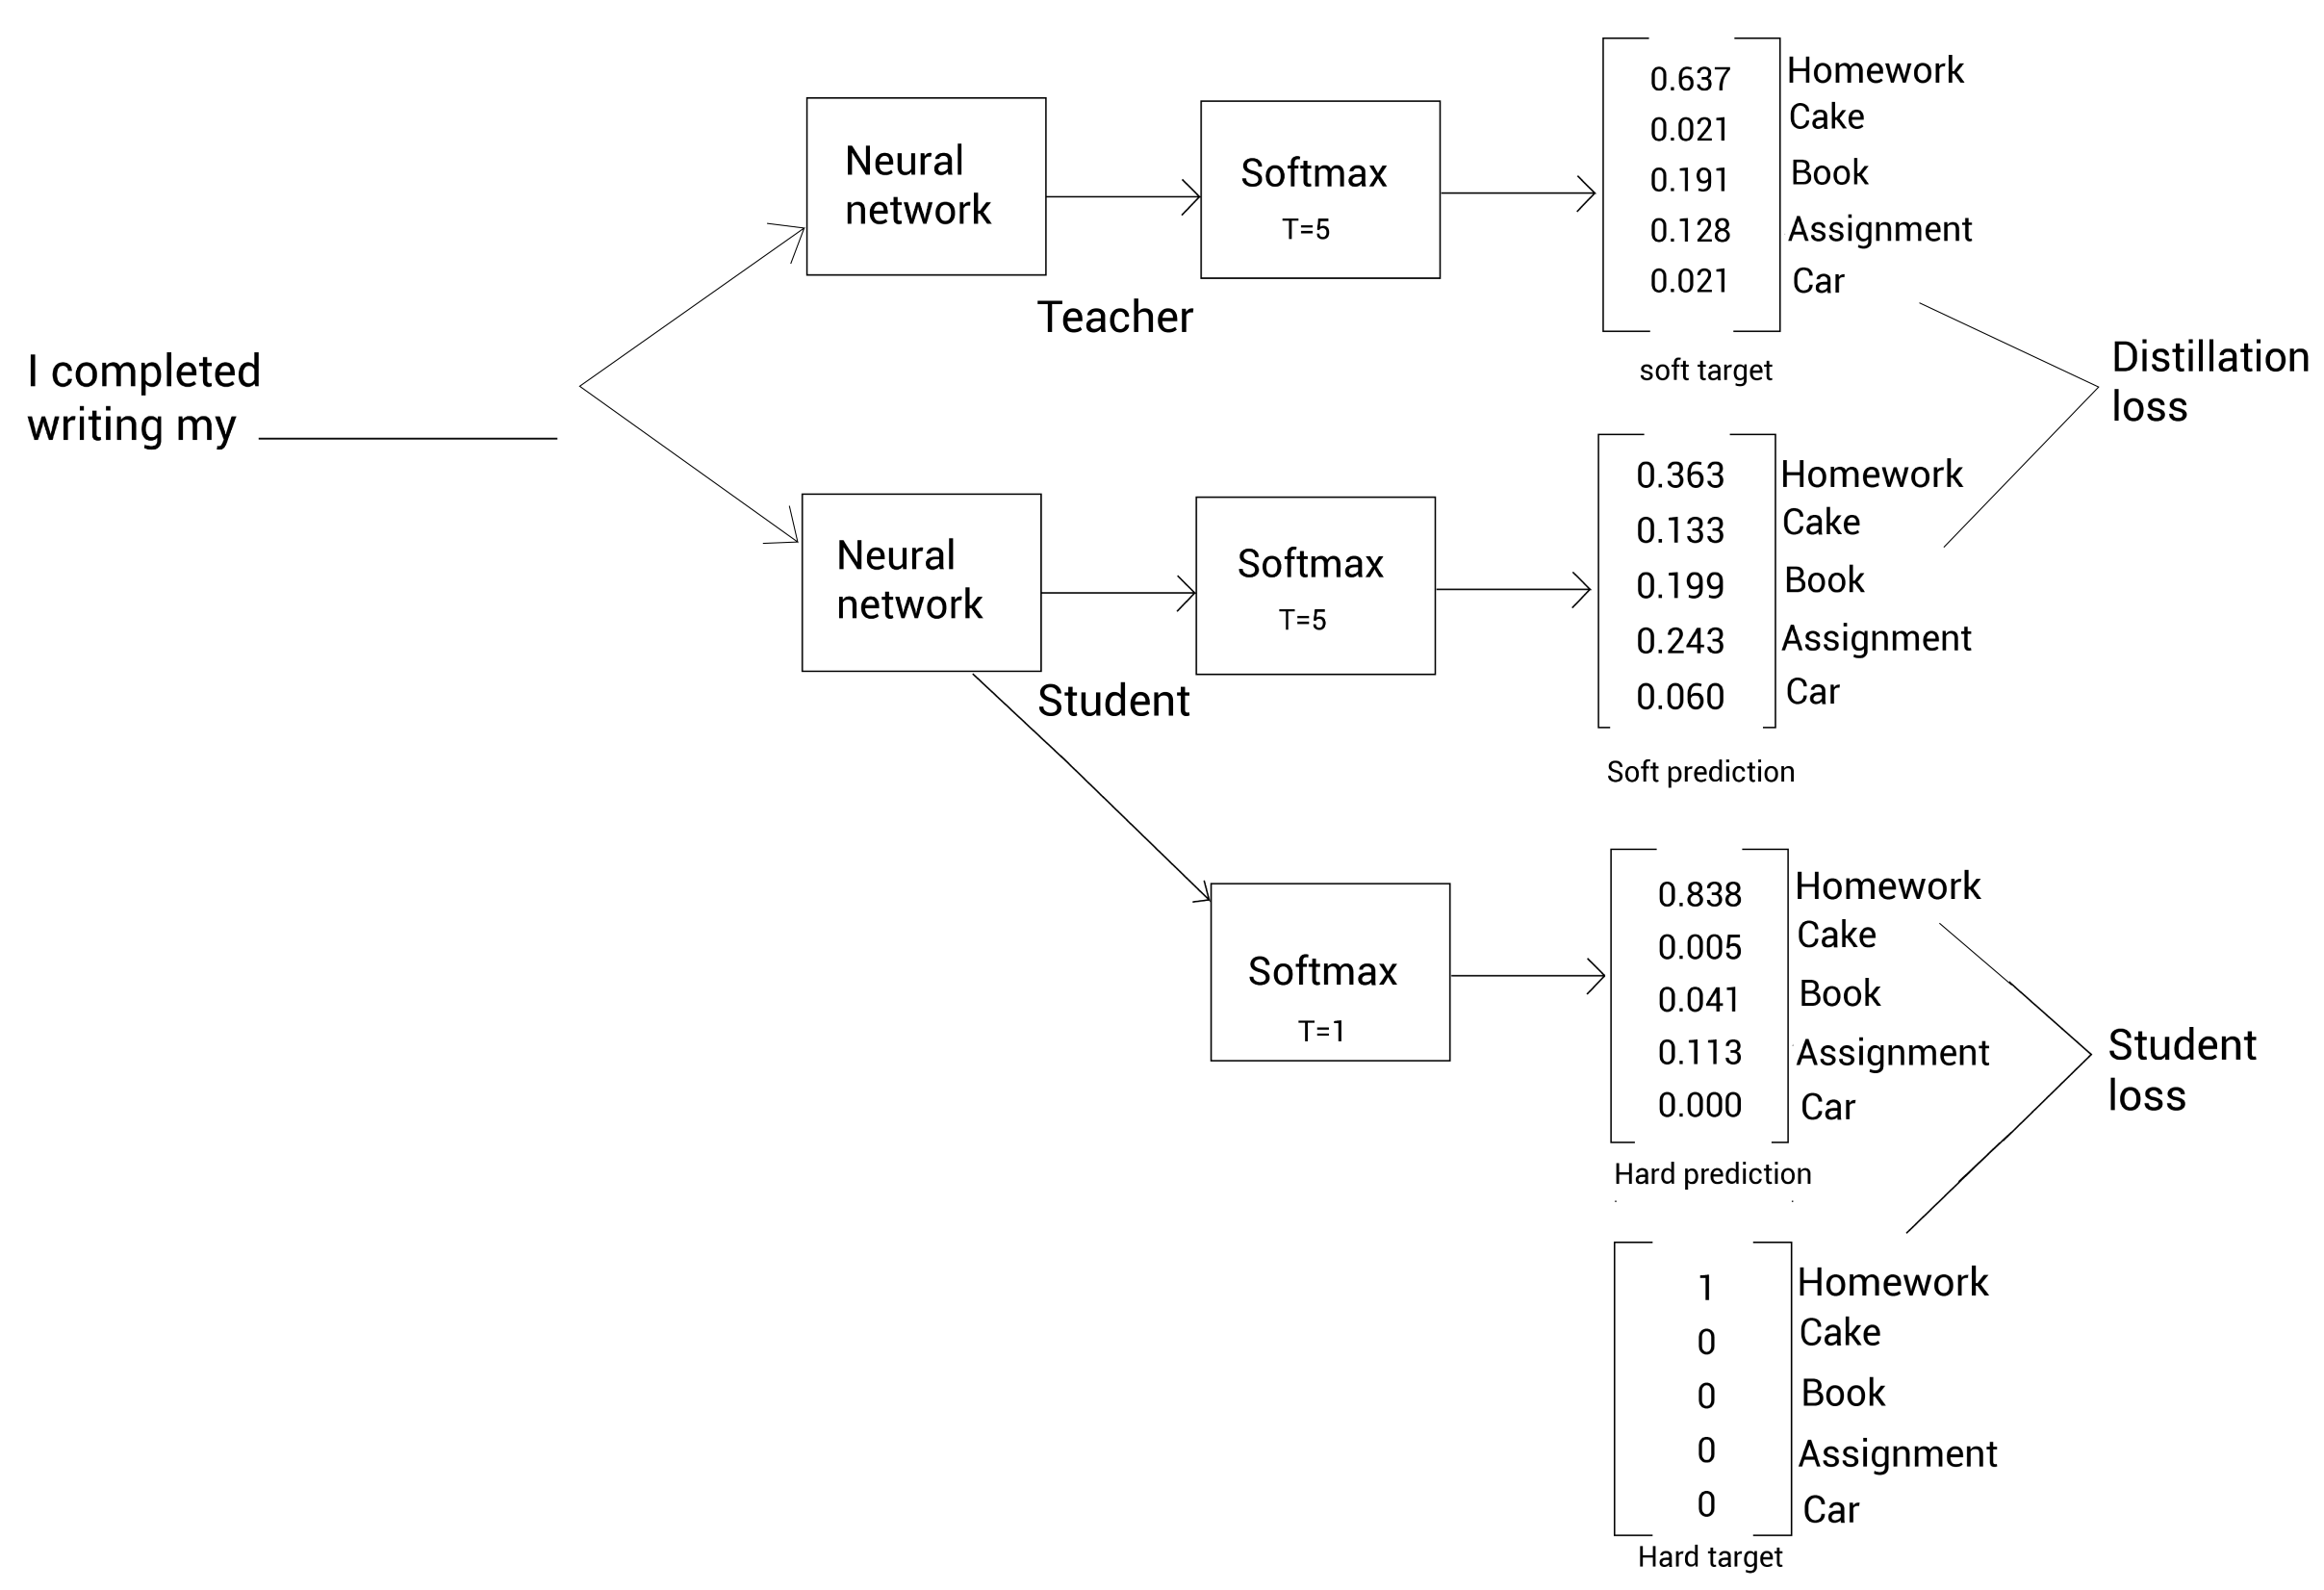 I completed
writing my
Neural
network
Softmax
T=5
Teacher
0.637 Homework
0.021 Cake
0.191 Book
0.128 Assignment
0.021 Car
soft target
Distillation
loss
Neural
network
Softmax
T=5
Student
0.363 Homework
0.133 Cake
0.199 Book
0.243 Assignment
0.060 Car
Soft prediction
Softmax
T=1
0.838 Homework
0.005 Cake
0.041 Book
0.113 Assignment
0.000 Car
Hard prediction
Student
loss
1 Homework
0 Cake
0 Book
0 Assignment
0 Car
Hard target